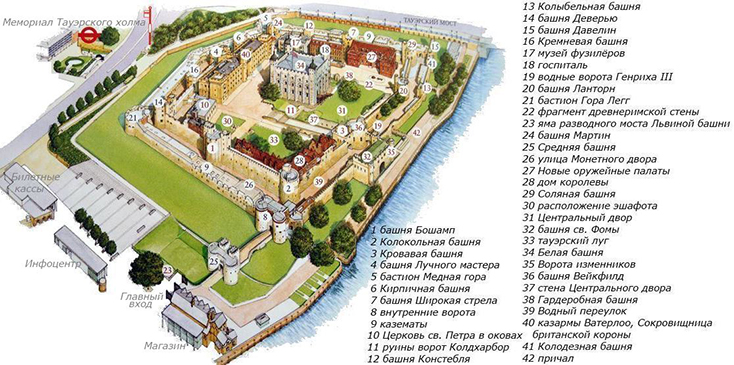 Мемориал Тауэрского холма
ТАУЭРСКИЙ МОСТ
Билетные
кассы
Инфоцентр
Главный
вход
Магазин
1 башня Бошамп
2 Колокольная башня
3 Кровавая башня
4 башня Лучного мастера
5 бастион Медная гора
6 Кирпичная башня
7 башня Широкая стрела
8 внутренние ворота
9 казематы
10 Церковь св. Петра в оковах
11 руины ворот Колдхарбор
12 башня Констебля
13 Колыбельная башня
14 башня Деверью
15 башня Давелин
16 Кремневая башня
17 музей фузилёров
18 госпиталь
19 водные ворота Генриха III
20 башня Ланторн
21 бастион Гора Легг
22 фрагмент древнеримской стены
23 яма разводного моста Львиной башни
24 башня Мартин
25 Средняя башня
26 улица Монетного двора
27 Новые оружейные палаты
28 дом королевы
29 Соляная башня
30 расположение эшафота
31 Центральный двор
32 башня св. Фомы
33 тауэрский луг
34 Белая башня
35 Ворота изменников
36 башня Вейкфилд
37 стена Центрального двора
38 Гардеробная башня
39 Водный переулок
40 казармы Ватерлоо, Сокровищница
британской короны
41 Колодезная башня
42 причал